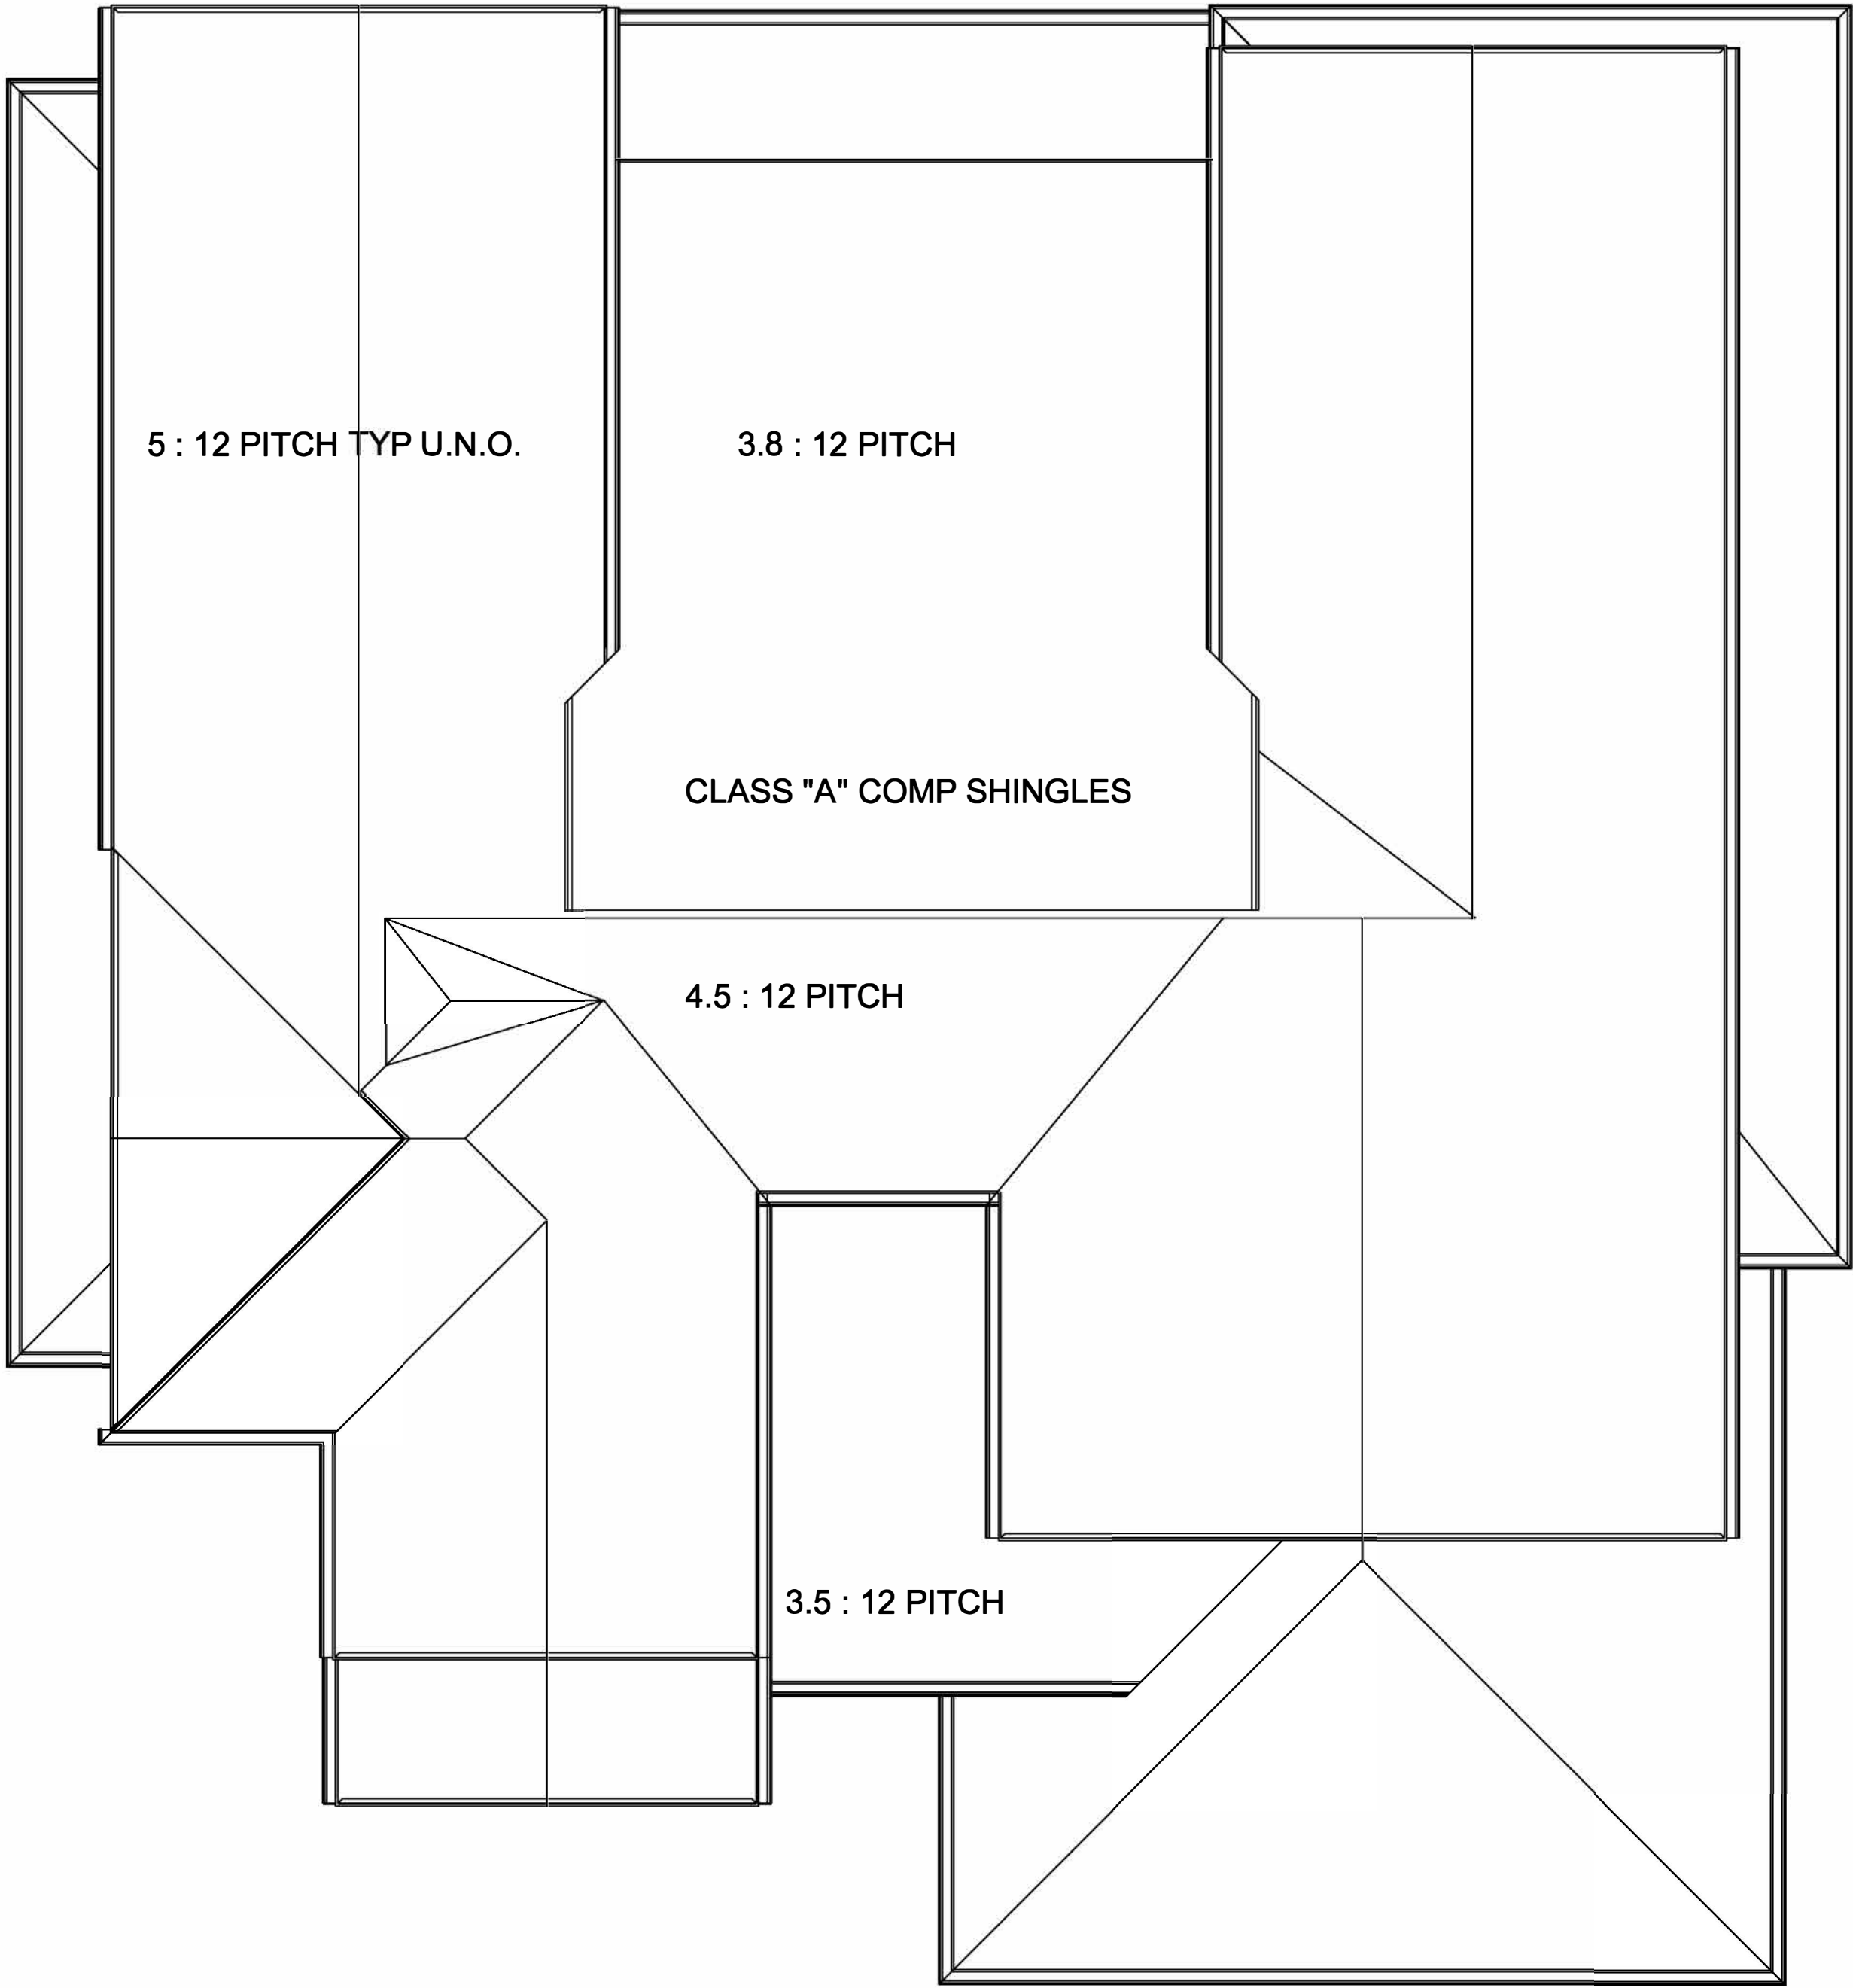 5 : 12 PITCH TYP U.N.O.
3.8 : 12 PITCH
CLASS "A" COMP SHINGLES
4.5 : 12 PITCH
3.5 : 12 PITCH